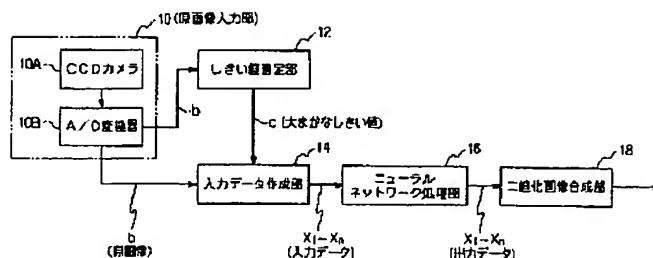 10(原画像入力部)
10A
CCDカメラ
10B
A/D変換器
12
しきい値選定部
b
c(大まかなしきい値)
14
入力データ作成部
16
ニューラル
ネットワーク処理部
18
二値化画像合成部
b
(原画像)
X1~Xn
(入力データ)
X1~Xn
(出力データ)